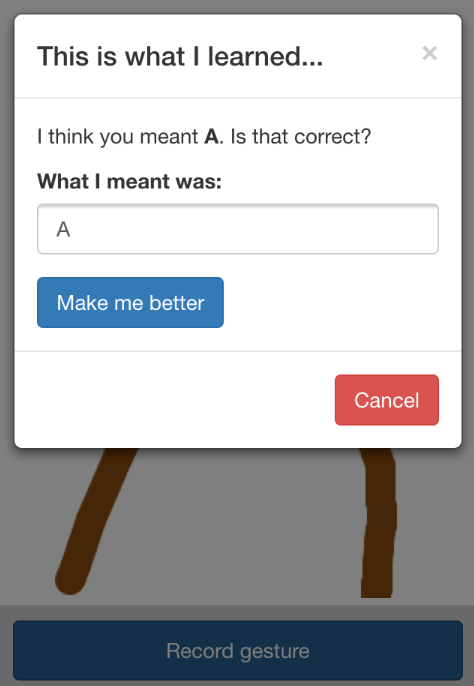 This is what I learned...
×
I think you meant A. Is that correct?
What I meant was:
A
Make me better
Cancel
Record gesture